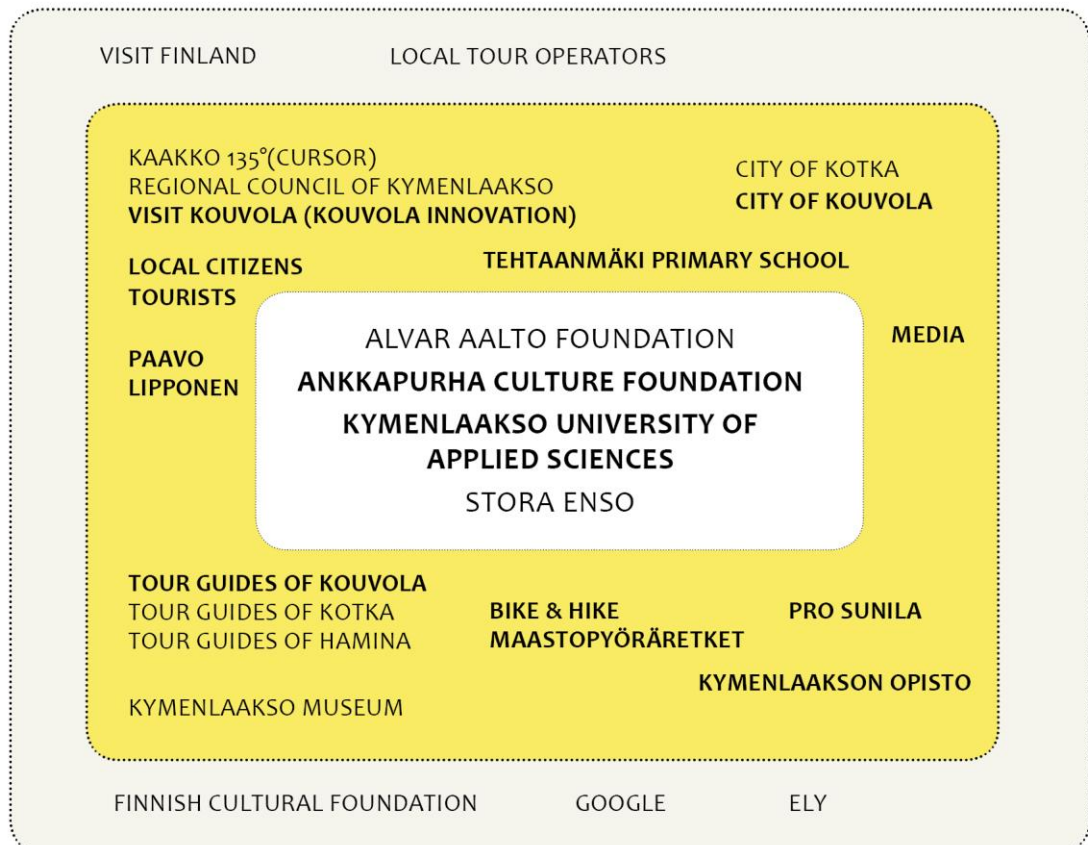 VISIT FINLAND
LOCAL TOUR OPERATORS
KAAKKO 135°(CURSOR)
REGIONAL COUNCIL OF KYMENLAAKSO
VISIT KOUVOLA (KOUVOLA INNOVATION)
CITY OF KOTKA
CITY OF KOUVOLA
LOCAL CITIZENS
TOURISTS
TEHTAANMÄKI PRIMARY SCHOOL
MEDIA
PAAVO
LIPPONEN
ALVAR AALTO FOUNDATION
ANKKAPURHA CULTURE FOUNDATION
KYMENLAAKSO UNIVERSITY OF
APPLIED SCIENCES
STORA ENSO
TOUR GUIDES OF KOUVOLA
TOUR GUIDES OF KOTKA
TOUR GUIDES OF HAMINA
BIKE & HIKE
MAASTOPYÖRÄRETKET
PRO SUNILA
KYMENLAAKSON OPISTO
KYMENLAAKSO MUSEUM
FINNISH CULTURAL FOUNDATION
GOOGLE
ELY